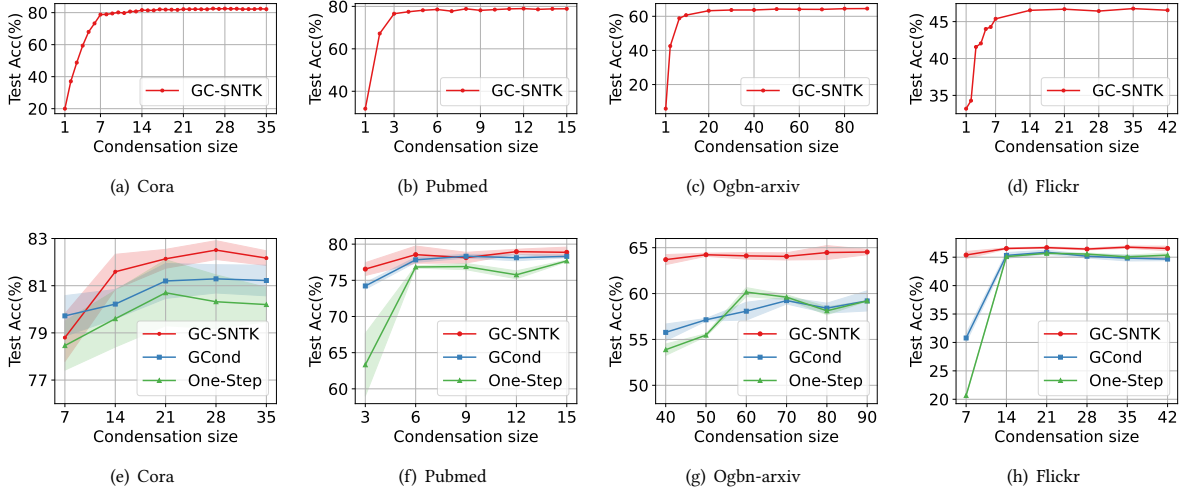 Test Acc(%)
80
60
40
20
GC-SNTK
1 7 14 21 28 35
Condensation size
(a) Cora
Test Acc(%)
80
60
40
GC-SNTK
1 3 6 9 12 15
Condensation size
(b) Pubmed
Test Acc(%)
60
40
20
GC-SNTK
1 20 40 60 80
Condensation size
(c) Ogbn-arxiv
Test Acc(%)
45
40
35
GC-SNTK
1 7 14 21 28 35 42
Condensation size
(d) Flickr
Test Acc(%)
83
81
79
77
GC-SNTK
GCond
One-Step
7 14 21 28 35
Condensation size
(e) Cora
Test Acc(%)
80
75
70
65
60
GC-SNTK
GCond
One-Step
3 6 9 12 15
Condensation size
(f) Pubmed
Test Acc(%)
65
60
55
50
GC-SNTK
GCond
One-Step
40 50 60 70 80 90
Condensation size
(g) Ogbn-arxiv
Test Acc(%)
45
40
35
30
25
20
GC-SNTK
GCond
One-Step
7 14 21 28 35 42
Condensation size
(h) Flickr